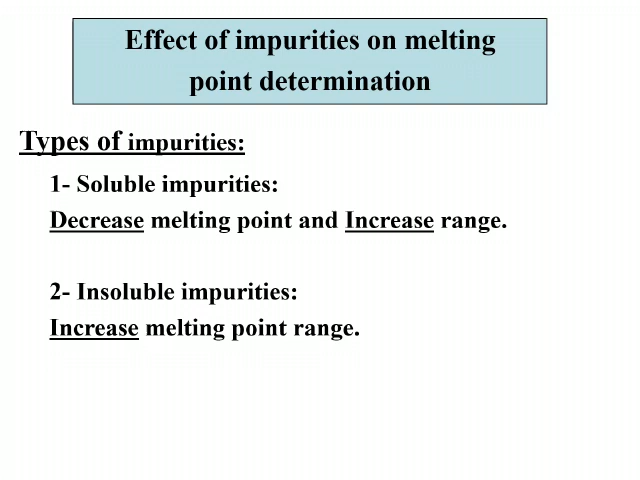 Effect of impurities on melting
point determination
Types of impurities:
1- Soluble impurities:
Decrease melting point and Increase range.
2- Insoluble impurities:
Increase melting point range.